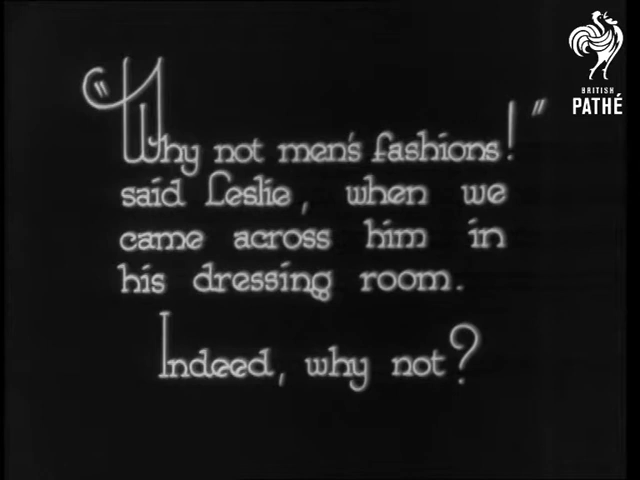 BRITISH
PATHÉ
"Why not men's fashions!"
said Leslie, when we
came across him in
his dressing room.
Indeed, why not?